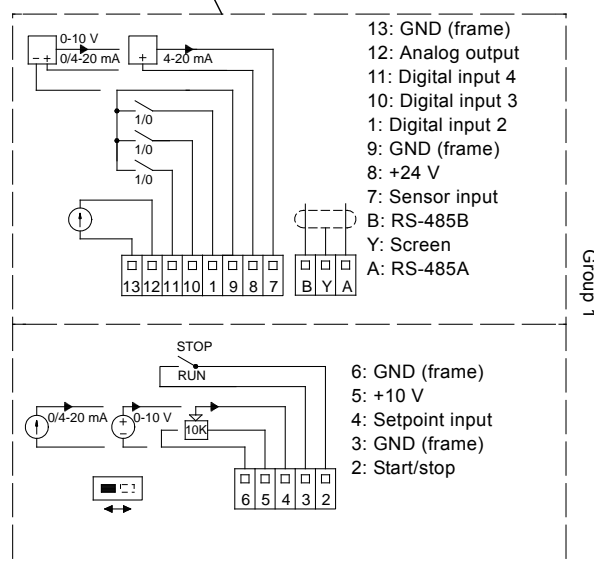 0-10 V
0/4-20 mA
- +
+
4-20 mA
1/0
1/0
1/0
13 12 11 10 1 9 8 7
B Y A
13: GND (frame)
12: Analog output
11: Digital input 4
10: Digital input 3
1: Digital input 2
9: GND (frame)
8: +24 V
7: Sensor input
B: RS-485B
Y: Screen
A: RS-485A
Group 1
STOP
RUN
0/4-20 mA
+
-
0-10 V
10K
6 5 4 3 2
6: GND (frame)
5: +10 V
4: Setpoint input
3: GND (frame)
2: Start/stop